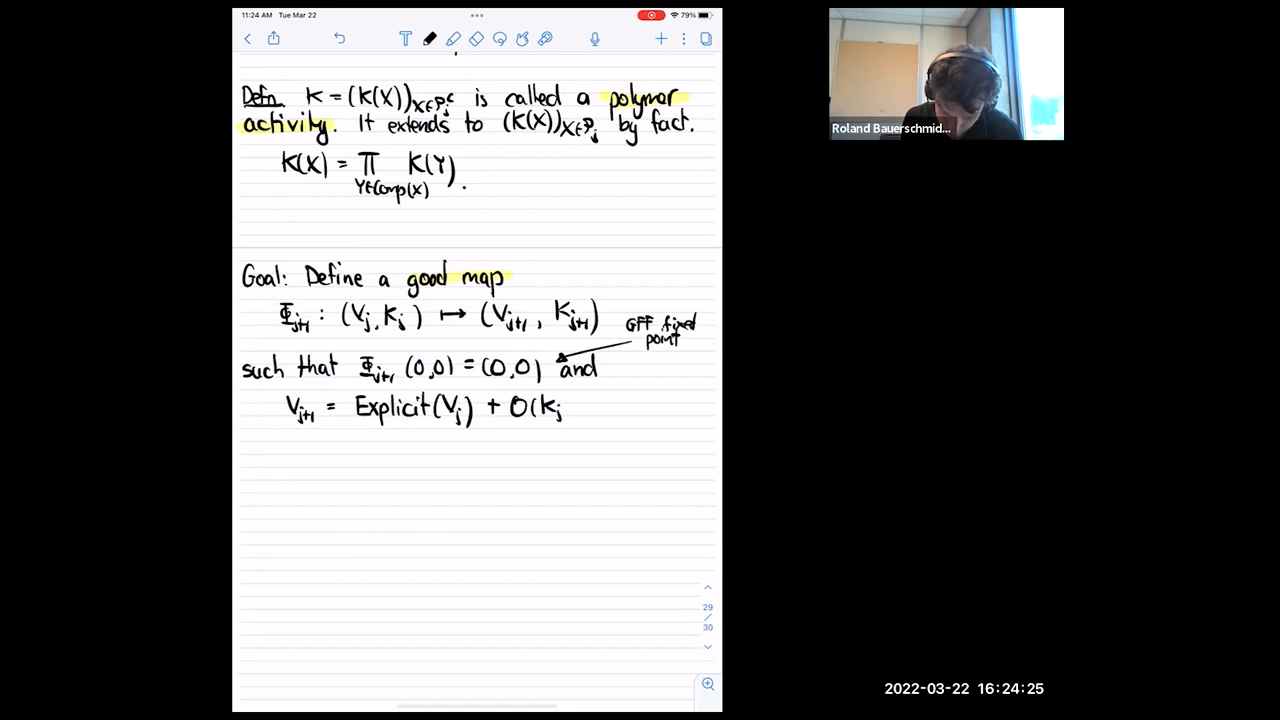 11:24 AM Tue Mar 22
79%
Defn. K = (K(X))_{X∈P_j^c} is called a polymer
activity. It extends to (K(X))_{X∈P_j} by fact.
K(X) = ∏_{Y∈Comp(X)} K(Y).
Goal: Define a good map
Φ_{j+1} : (V_j, K_j) ↦ (V_{j+1}, K_{j+1})
GFF fixed
point
such that Φ_{j+1} (0,0) = (0,0) and
V_{j+1} = Explicit(V_j) + O(K_j
29
30
Roland Bauerschmid...
2022-03-22 16:24:25